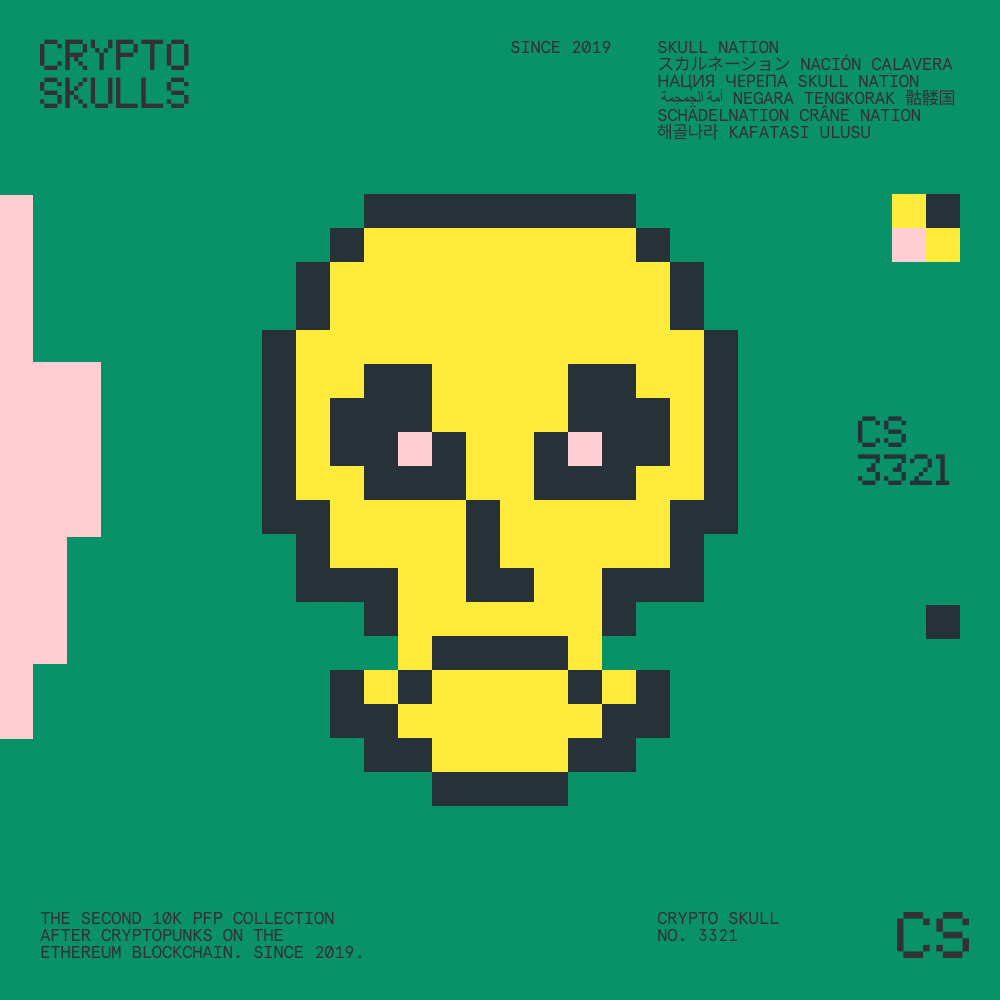 CRYPTO
SKULLS
SINCE 2019
SKULL NATION
スカルネーション NACIÓN CALAVERA
НАЦИЯ ЧЕРЕПА SKULL NATION
أمة الجمجمة NEGARA TENGKORAK 骷髅国
SCHÄDELNATION CRÂNE NATION
해골나라 KAFATASI ULUSU
CS
3321
THE SECOND 10K PFP COLLECTION
AFTER CRYPTOPUNKS ON THE
ETHEREUM BLOCKCHAIN. SINCE 2019.
CRYPTO SKULL
NO. 3321
CS